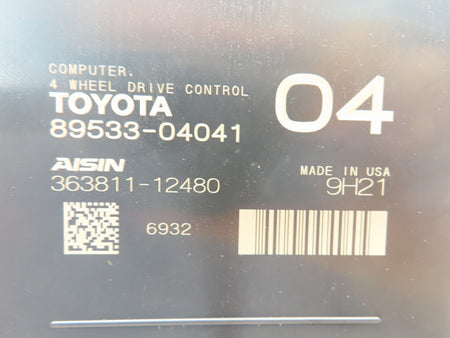 COMPUTER.
4 WHEEL DRIVE CONTROL
TOYOTA
89533-04041
04
AISIN
363811-12480
MADE IN USA
9H21
6932